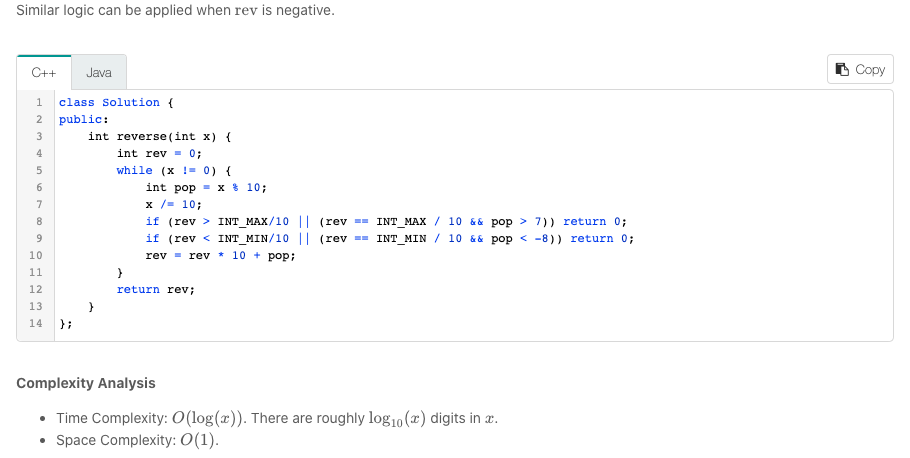 Similar logic can be applied when rev is negative.
C++ Java Copy
1 class Solution {
2 public:
3     int reverse(int x) {
4         int rev = 0;
5         while (x != 0) {
6             int pop = x % 10;
7             x /= 10;
8             if (rev > INT_MAX/10 || (rev == INT_MAX / 10 && pop > 7)) return 0;
9             if (rev < INT_MIN/10 || (rev == INT_MIN / 10 && pop < -8)) return 0;
10             rev = rev * 10 + pop;
11         }
12         return rev;
13     }
14 };
Complexity Analysis
• Time Complexity: O(log(x)). There are roughly log₁₀(x) digits in x.
• Space Complexity: O(1).